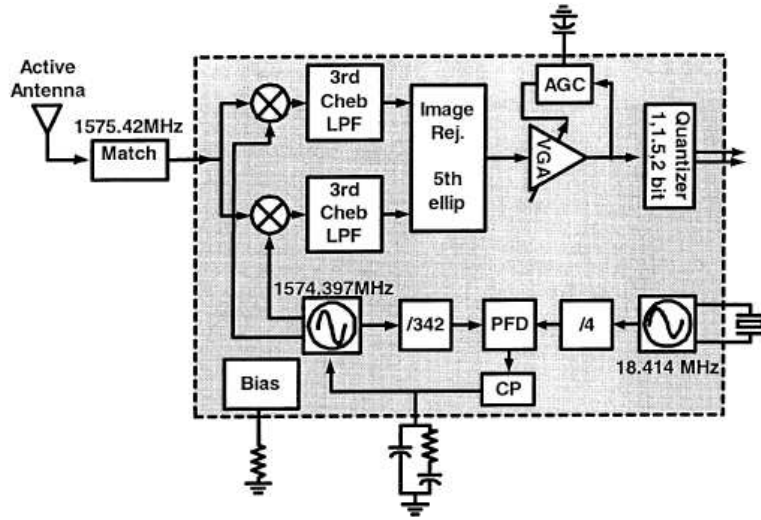 Active
Antenna
1575.42MHz
Match
3rd
Cheb
LPF
3rd
Cheb
LPF
Image
Rej.
5th
ellip
AGC
VGA
Quantizer
1,1.5,2 bit
1574.397MHz
/342
PFD
/4
18.414 MHz
CP
Bias